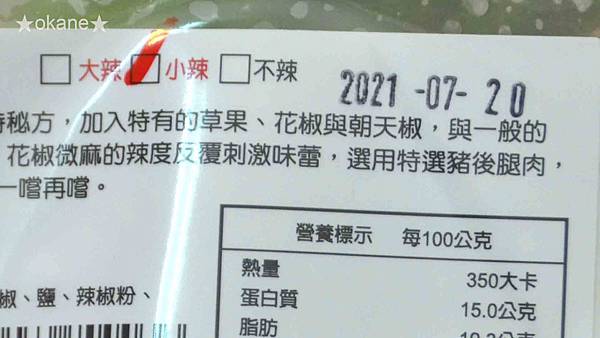 ★okane★
□大辣 □小辣 □不辣 2021-07-20
秘方，加入特有的草果、花椒與朝天椒，與一般的
花椒微麻的辣度反覆刺激味蕾，選用特選豬後腿肉，
一嚐再嚐。
營養標示 每100公克
熱量 350大卡
椒、鹽、辣椒粉、
蛋白質 15.0公克
脂肪